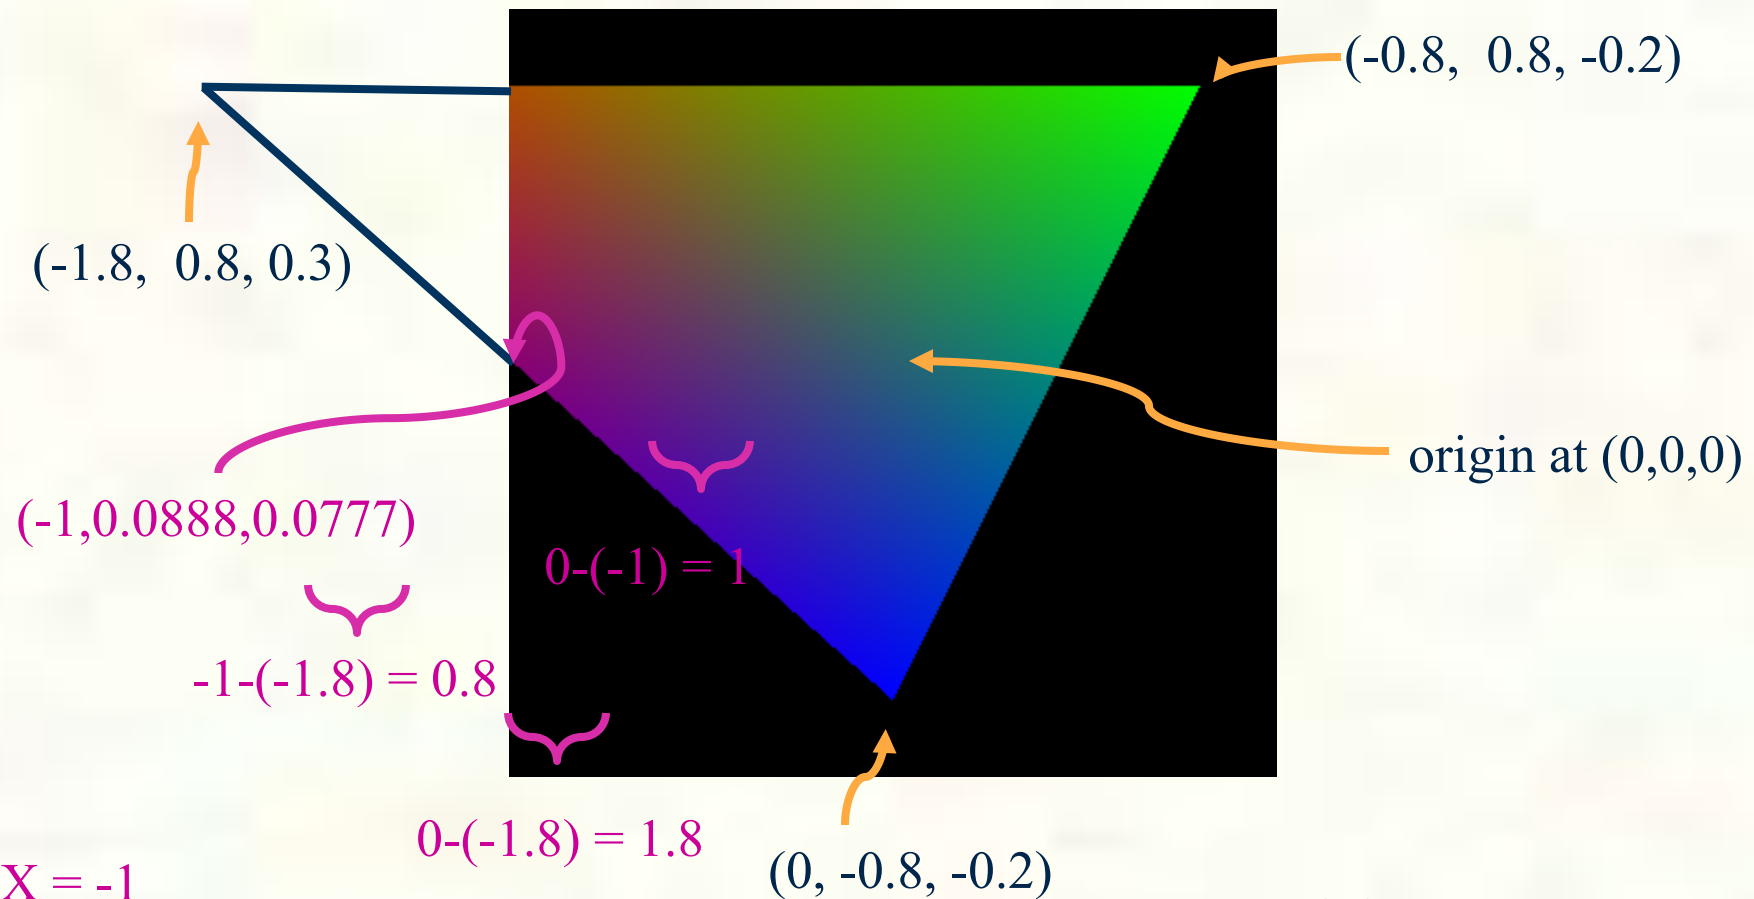 (-0.8, 0.8, -0.2)
(-1.8, 0.8, 0.3)
origin at (0,0,0)
(-1,0.0888,0.0777)
0-(-1) = 1
-1-(-1.8) = 0.8
0-(-1.8) = 1.8
(0, -0.8, -0.2)
X = -1